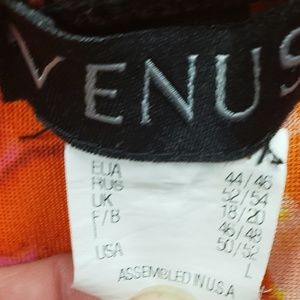 VENUS
EUA 44/46
RUS 52/54
UK 18/20
F/B 46/48
I 50/52
USA L
ASSEMBLED IN U.S.A